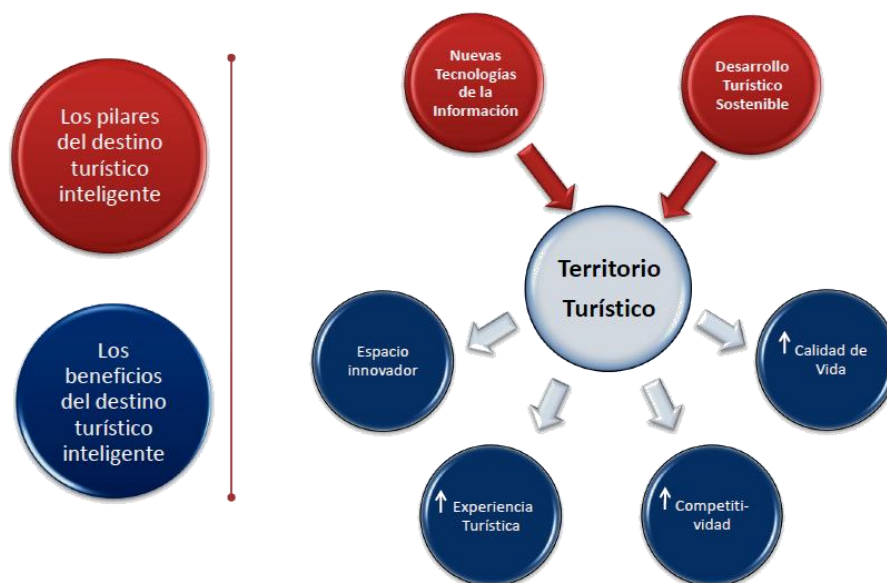 Los pilares
del destino
turístico
inteligente
Los
beneficios
del destino
turístico
inteligente
Nuevas
Tecnologías
de la
Información
Desarrollo
Turístico
Sostenible
Territorio
Turístico
Espacio
innovador
↑ Experiencia
Turística
↑ Competiti-
vidad
↑ Calidad de
Vida